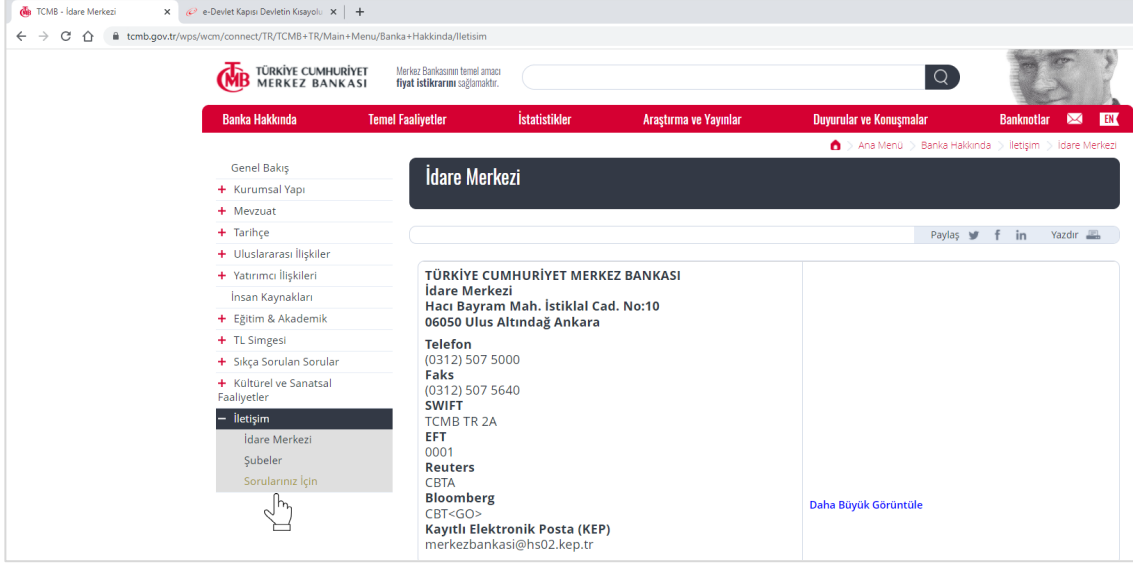 TCMB - İdare Merkezi
e-Devlet Kapısı Devletin Kısayolu
tcmb.gov.tr/wps/wcm/connect/TR/TCMB+TR/Main+Menu/Banka+Hakkinda/Iletisim
TCMB
TÜRKİYE CUMHURİYET
MERKEZ BANKASI
Merkez Bankasının temel amacı
fiyat istikrarını sağlamaktır.
Banka Hakkında
Temel Faaliyetler
İstatistikler
Araştırma ve Yayınlar
Duyurular ve Konuşmalar
Banknotlar
EN
> Ana Menü > Banka Hakkında > İletişim > İdare Merkezi
Genel Bakış
+ Kurumsal Yapı
+ Mevzuat
+ Tarihçe
+ Uluslararası İlişkiler
+ Yatırımcı İlişkileri
İnsan Kaynakları
+ Eğitim & Akademik
+ TL Simgesi
+ Sıkça Sorulan Sorular
+ Kültürel ve Sanatsal
Faaliyetler
− İletişim
İdare Merkezi
Şubeler
Sorularınız İçin
İdare Merkezi
Paylaş
f
in
Yazdır
TÜRKİYE CUMHURİYET MERKEZ BANKASI
İdare Merkezi
Hacı Bayram Mah. İstiklal Cad. No:10
06050 Ulus Altındağ Ankara
Telefon
(0312) 507 5000
Faks
(0312) 507 5640
SWIFT
TCMB TR 2A
EFT
0001
Reuters
CBTA
Bloomberg
CBT<GO>
Kayıtlı Elektronik Posta (KEP)
merkezbankasi@hs02.kep.tr
Daha Büyük Görüntüle